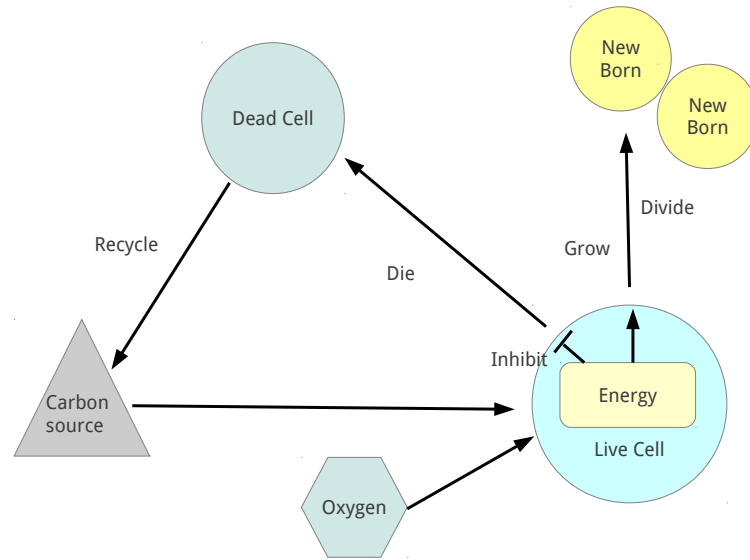 New
Born
New
Born
Dead Cell
Divide
Recycle
Grow
Die
Inhibit
Energy
Carbon
source
Live Cell
Oxygen